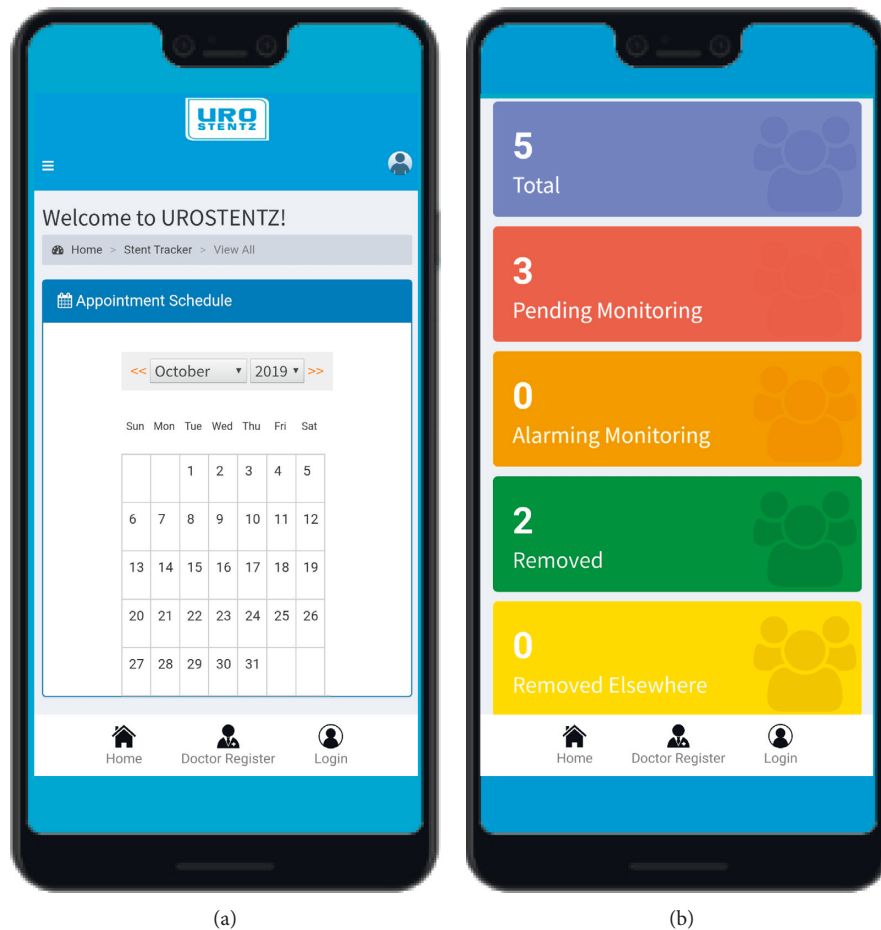 URO
STENTZ
Welcome to UROSTENTZ!
Home > Stent Tracker > View All
Appointment Schedule
<< October 2019 >>
Sun Mon Tue Wed Thu Fri Sat
1 2 3 4 5
6 7 8 9 10 11 12
13 14 15 16 17 18 19
20 21 22 23 24 25 26
27 28 29 30 31
Home Doctor Register Login
(a)
5
Total
3
Pending Monitoring
0
Alarming Monitoring
2
Removed
0
Removed Elsewhere
Home Doctor Register Login
(b)